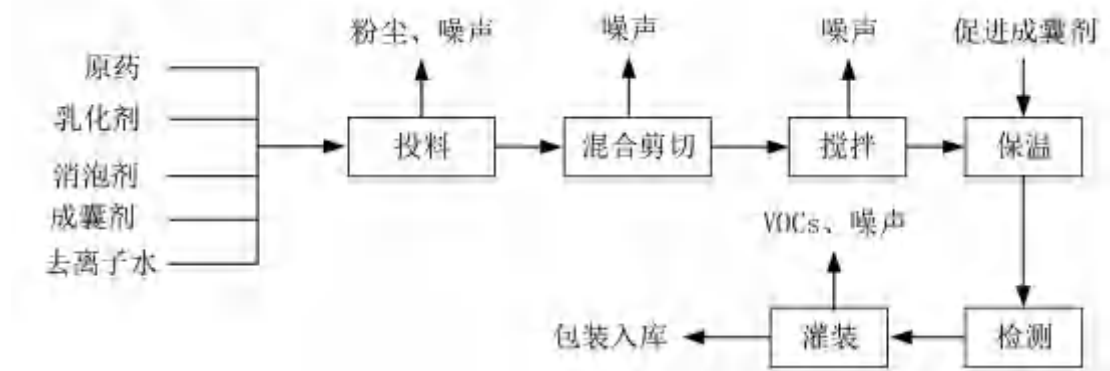 粉尘、噪声
噪声
噪声
促进成囊剂
原药
乳化剂
消泡剂
成囊剂
去离子水
投料
混合剪切
搅拌
保温
VOCs、噪声
包装入库
灌装
检测